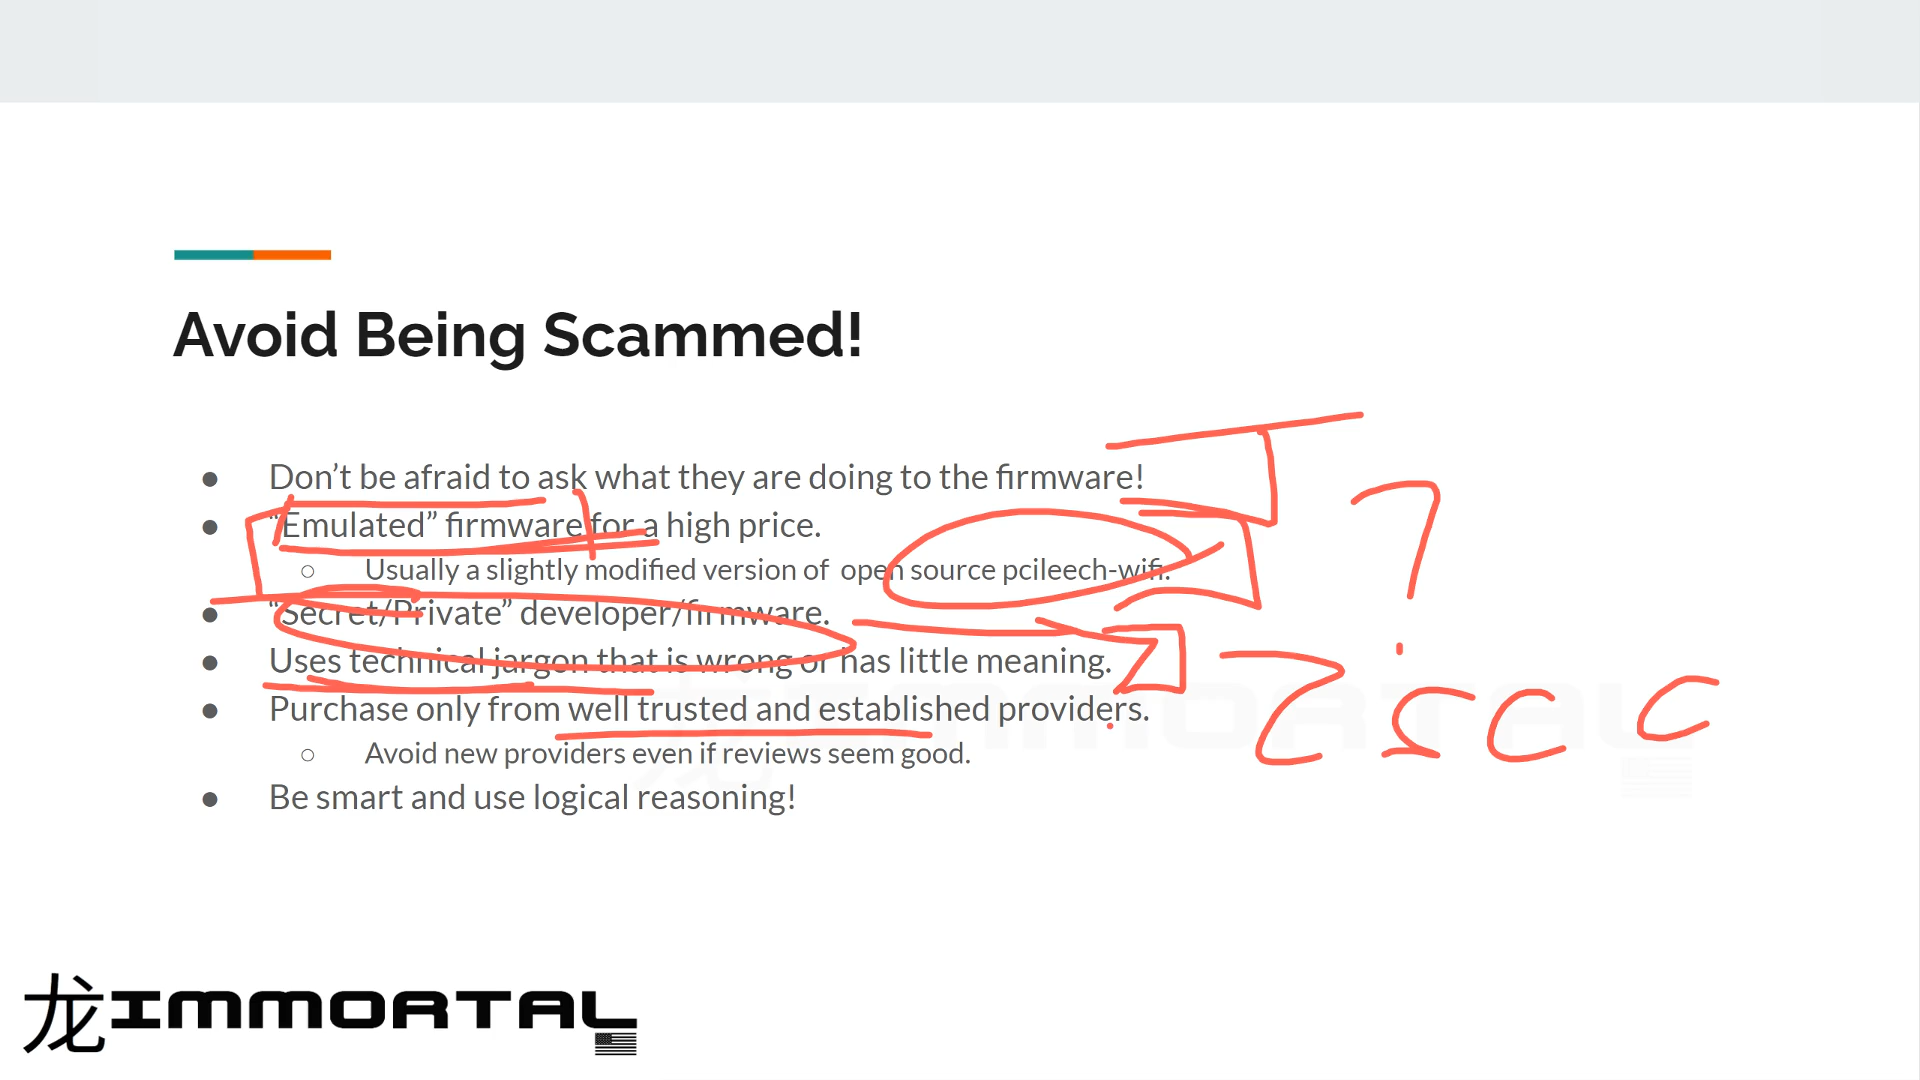 Avoid Being Scammed!
● Don’t be afraid to ask what they are doing to the firmware!
● “Emulated” firmware for a high price.
○ Usually a slightly modified version of open source pcileech-wifi.
● “Secret/Private” developer/firmware.
● Uses technical jargon that is wrong or has little meaning.
● Purchase only from well trusted and established providers.
○ Avoid new providers even if reviews seem good.
● Be smart and use logical reasoning!
龙IMMORTAL